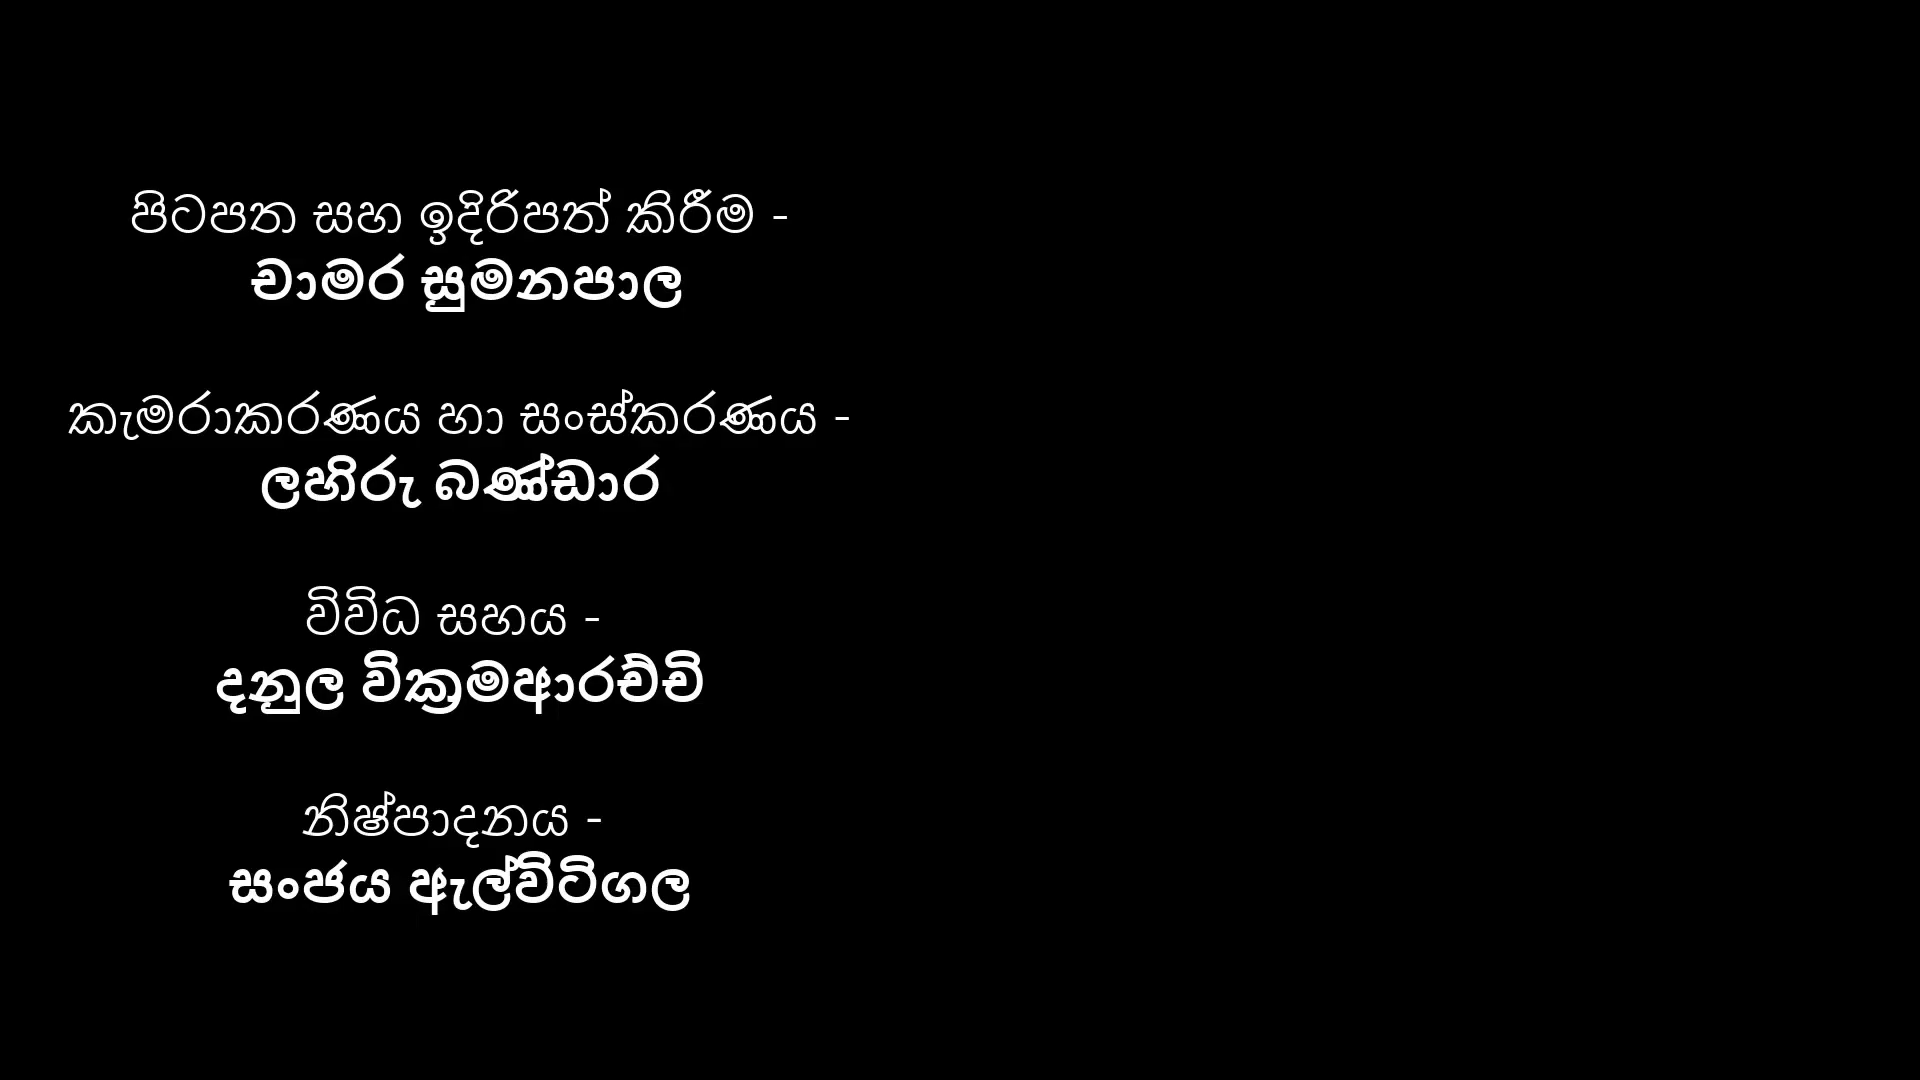 පිටපත සහ ඉදිරිපත් කිරීම -
චාමර සුමනපාල
කැමරාකරණය හා සංස්කරණය -
ලහිරු බණ්ඩාර
විවිධ සහය -
දනුල වික්‍රමආරච්චි
නිෂ්පාදනය -
සංජය ඇල්විටිගල